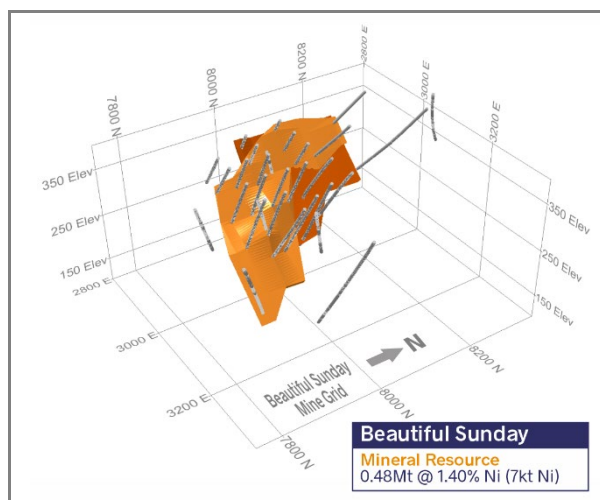 2800 E
8200 N
3000 E
8000 N
3200 E
7800 N
350 Elev
250 Elev
150 Elev
2800 E
350 Elev
250 Elev
150 Elev
3000 E
N
8200 N
Beautiful Sunday
Mine Grid
3200 E
8000 N
7800 N
Beautiful Sunday
Mineral Resource
0.48Mt @ 1.40% Ni (7kt Ni)